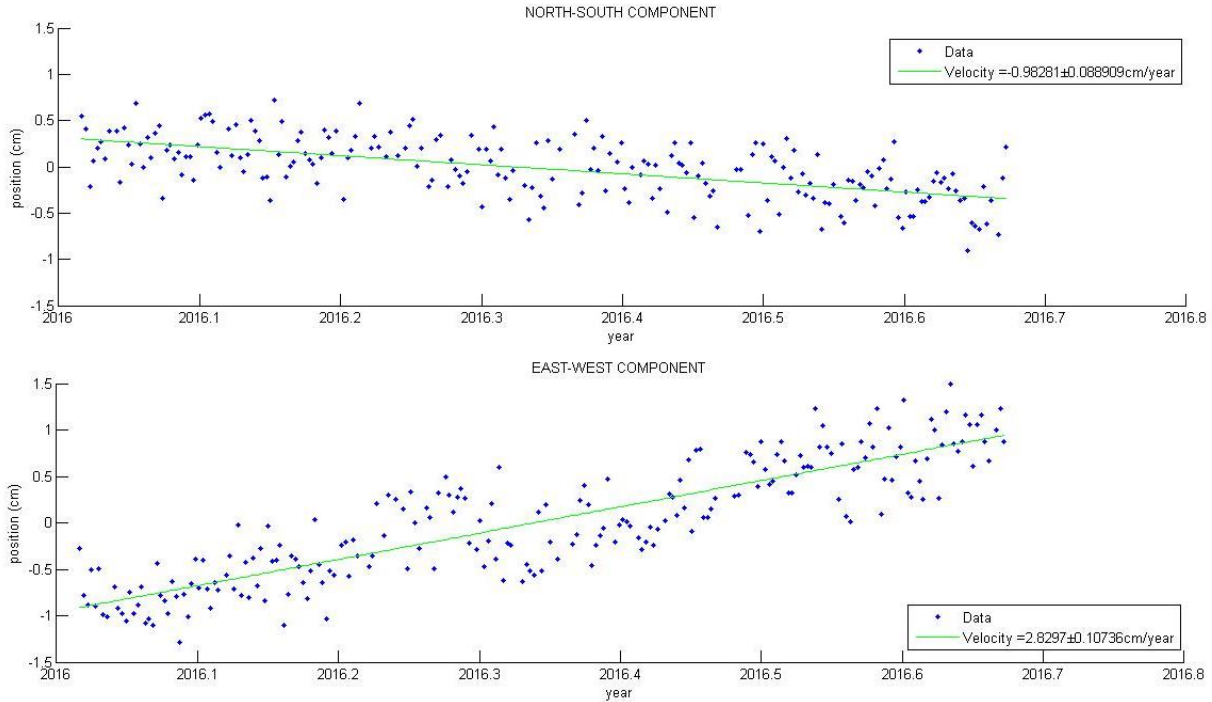 NORTH-SOUTH COMPONENT
1.5
Data
Velocity =-0.98281±0.088909cm/year
1
0.5
0
-0.5
-1
-1.5
position (cm)
2016 2016.1 2016.2 2016.3 2016.4 2016.5 2016.6 2016.7 2016.8
year
EAST-WEST COMPONENT
1.5
1
0.5
0
-0.5
-1
-1.5
position (cm)
Data
Velocity =2.8297±0.10736cm/year
2016 2016.1 2016.2 2016.3 2016.4 2016.5 2016.6 2016.7 2016.8
year